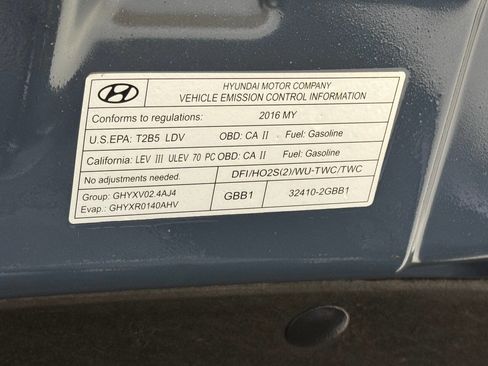 HYUNDAI MOTOR COMPANY
VEHICLE EMISSION CONTROL INFORMATION
Conforms to regulations: 2016 MY
U.S.EPA: T2B5 LDV OBD: CA II Fuel: Gasoline
California: LEV III ULEV 70 PC OBD: CA II Fuel: Gasoline
No adjustments needed. DFI/HO2S(2)/WU-TWC/TWC
Group: GHYXV02.4AJ4
Evap.: GHYXR0140AHV
GBB1 32410-2GBB1